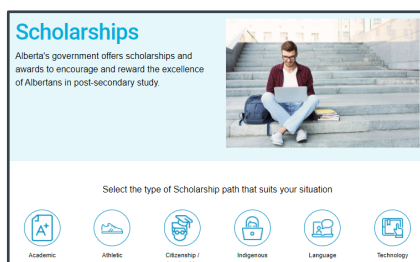 Scholarships
Alberta's government offers scholarships and
awards to encourage and reward the excellence
of Albertans in post-secondary study.
Select the type of Scholarship path that suits your situation
A+
Academic Athletic Citizenship / Indigenous Language Technology